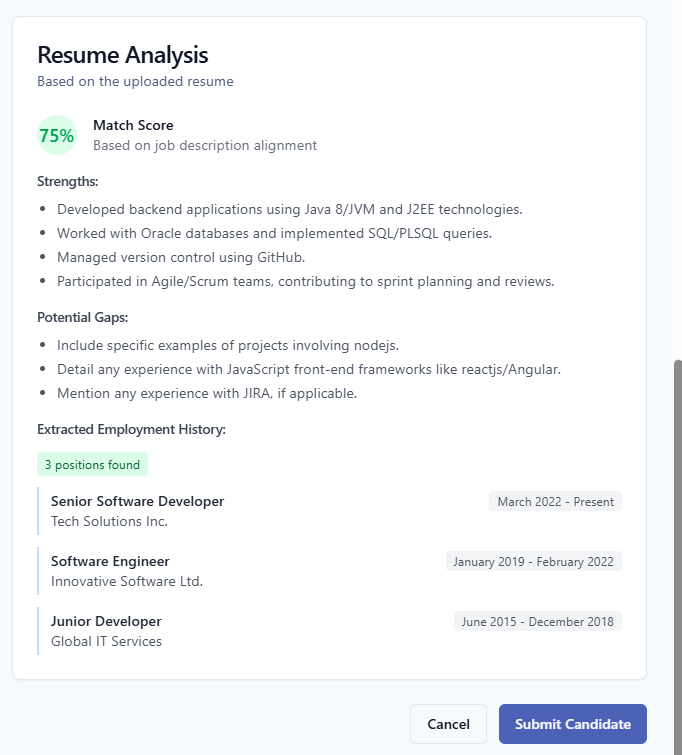 Resume Analysis
Based on the uploaded resume
75%
Match Score
Based on job description alignment
Strengths:
• Developed backend applications using Java 8/JVM and J2EE technologies.
• Worked with Oracle databases and implemented SQL/PLSQL queries.
• Managed version control using GitHub.
• Participated in Agile/Scrum teams, contributing to sprint planning and reviews.
Potential Gaps:
• Include specific examples of projects involving nodejs.
• Detail any experience with JavaScript front-end frameworks like reactjs/Angular.
• Mention any experience with JIRA, if applicable.
Extracted Employment History:
3 positions found
Senior Software Developer
March 2022 - Present
Tech Solutions Inc.
Software Engineer
January 2019 - February 2022
Innovative Software Ltd.
Junior Developer
June 2015 - December 2018
Global IT Services
Cancel
Submit Candidate